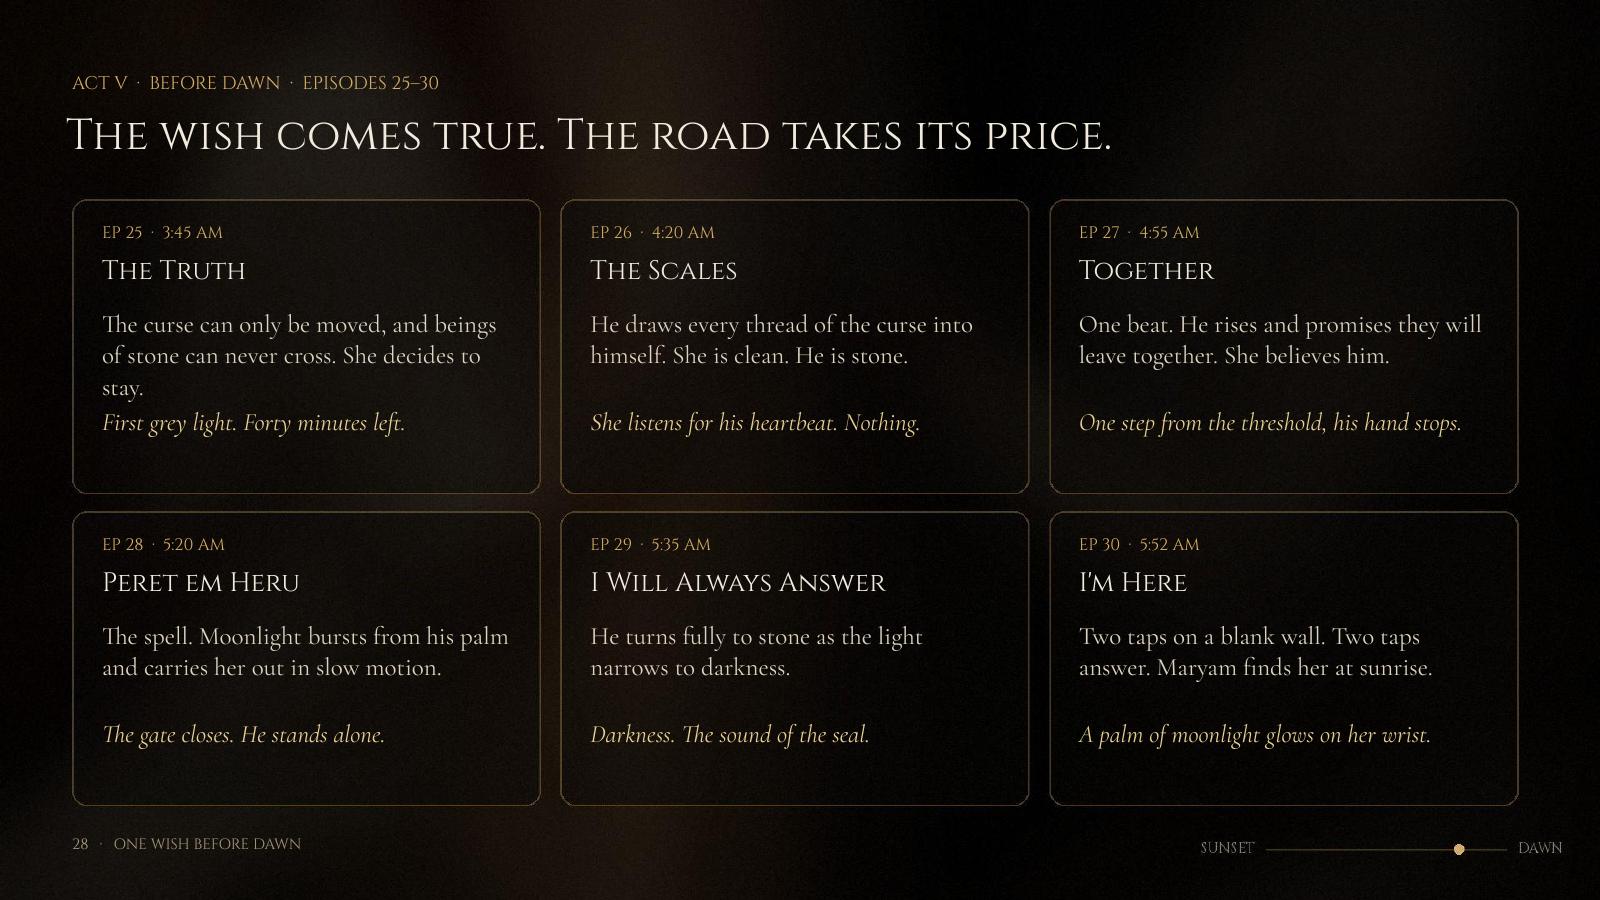 ACT V · BEFORE DAWN · EPISODES 25–30
The wish comes true. The road takes its price.
EP 25 · 3:45 AM
The Truth
The curse can only be moved, and beings
of stone can never cross. She decides to
stay.
First grey light. Forty minutes left.
EP 26 · 4:20 AM
The Scales
He draws every thread of the curse into
himself. She is clean. He is stone.
She listens for his heartbeat. Nothing.
EP 27 · 4:55 AM
Together
One beat. He rises and promises they will
leave together. She believes him.
One step from the threshold, his hand stops.
EP 28 · 5:20 AM
Peret em Heru
The spell. Moonlight bursts from his palm
and carries her out in slow motion.
The gate closes. He stands alone.
EP 29 · 5:35 AM
I Will Always Answer
He turns fully to stone as the light
narrows to darkness.
Darkness. The sound of the seal.
EP 30 · 5:52 AM
I'm Here
Two taps on a blank wall. Two taps
answer. Maryam finds her at sunrise.
A palm of moonlight glows on her wrist.
28 · ONE WISH BEFORE DAWN
SUNSET DAWN